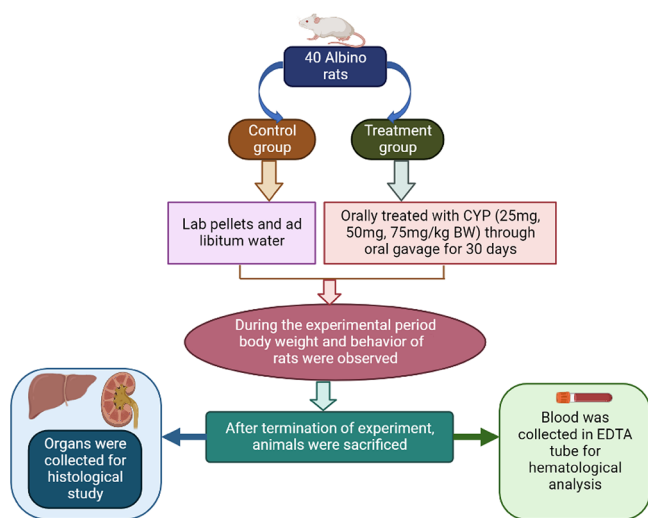 40 Albino
rats
Control
group
Treatment
group
Lab pellets and ad
libitum water
Orally treated with CYP (25mg,
50mg, 75mg/kg BW) through
oral gavage for 30 days
During the experimental period
body weight and behavior of
rats were observed
After termination of experiment,
animals were sacrificed
Organs were
collected for
histological
study
Blood was
collected in EDTA
tube for
hematological
analysis